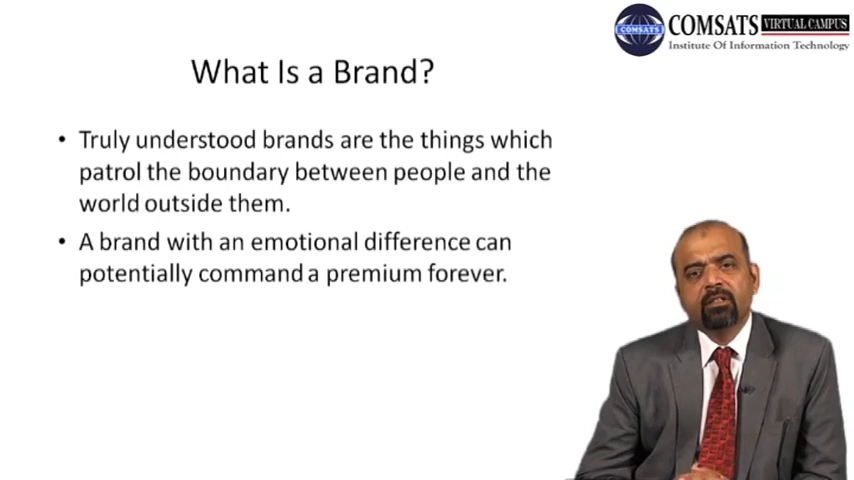 COMSATS
COMSATS VIRTUAL CAMPUS
Institute Of Information Technology
What Is a Brand?
• Truly understood brands are the things which
patrol the boundary between people and the
world outside them.
• A brand with an emotional difference can
potentially command a premium forever.